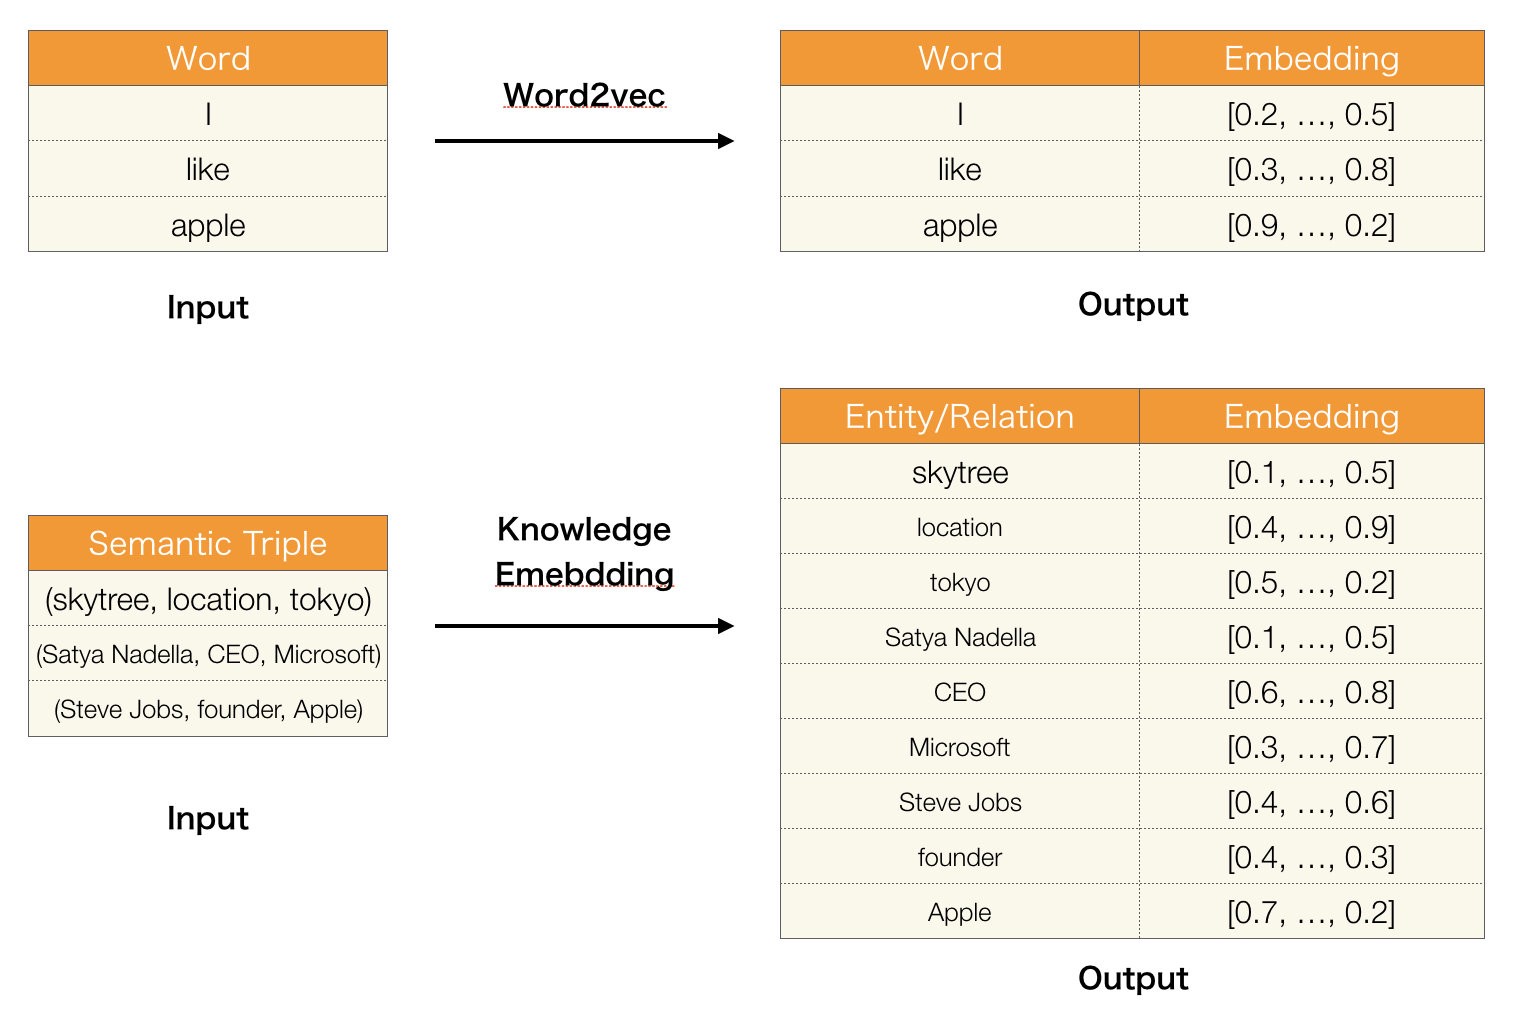 Word
I
like
apple
Input
Word2vec
Word Embedding
I [0.2, …, 0.5]
like [0.3, …, 0.8]
apple [0.9, …, 0.2]
Output
Semantic Triple
(skytree, location, tokyo)
(Satya Nadella, CEO, Microsoft)
(Steve Jobs, founder, Apple)
Input
Knowledge
Emebdding
Entity/Relation Embedding
skytree [0.1, …, 0.5]
location [0.4, …, 0.9]
tokyo [0.5, …, 0.2]
Satya Nadella [0.1, …, 0.5]
CEO [0.6, …, 0.8]
Microsoft [0.3, …, 0.7]
Steve Jobs [0.4, …, 0.6]
founder [0.4, …, 0.3]
Apple [0.7, …, 0.2]
Output